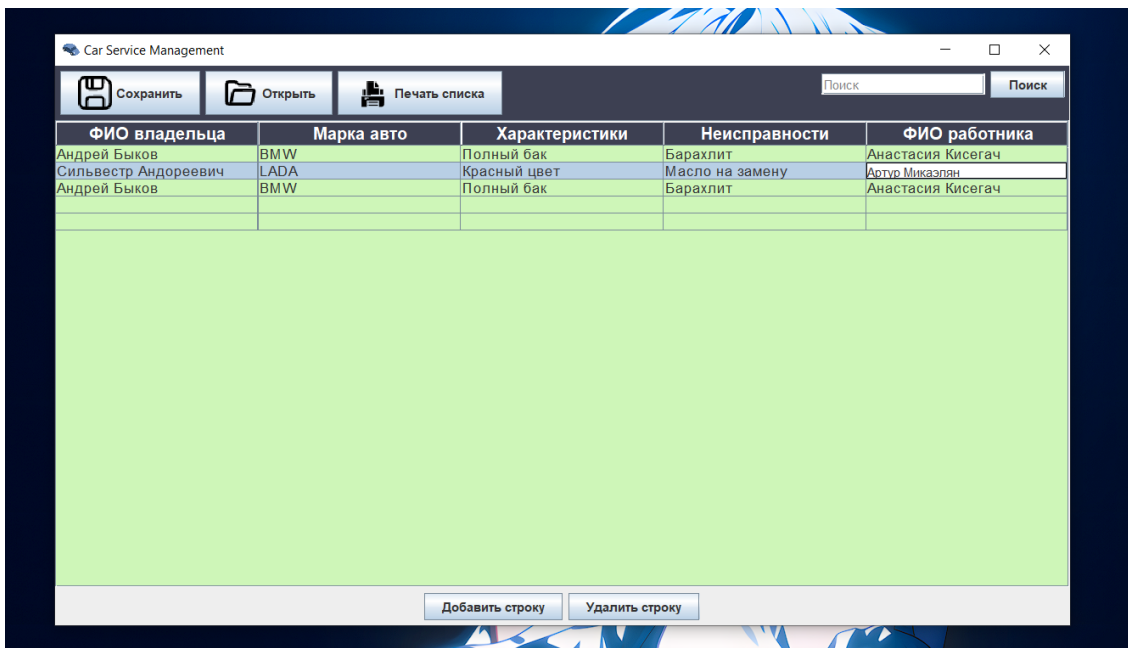 Car Service Management
Сохранить Открыть Печать списка Поиск Поиск
ФИО владельца Марка авто Характеристики Неисправности ФИО работника
Андрей Быков BMW Полный бак Барахлит Анастасия Кисегач
Сильвестр Андореевич LADA Красный цвет Масло на замену Артур Микаэлян
Андрей Быков BMW Полный бак Барахлит Анастасия Кисегач
Добавить строку Удалить строку